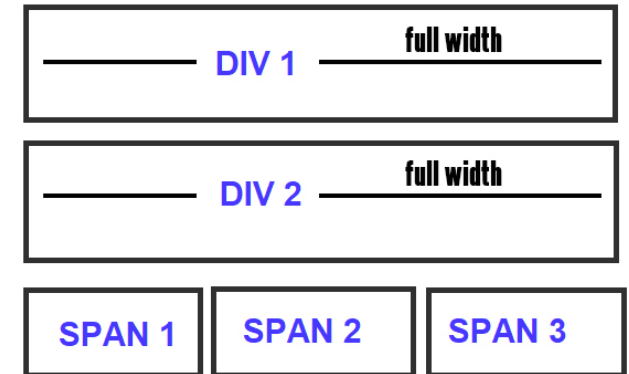 full width
DIV 1
full width
DIV 2
SPAN 1 SPAN 2 SPAN 3